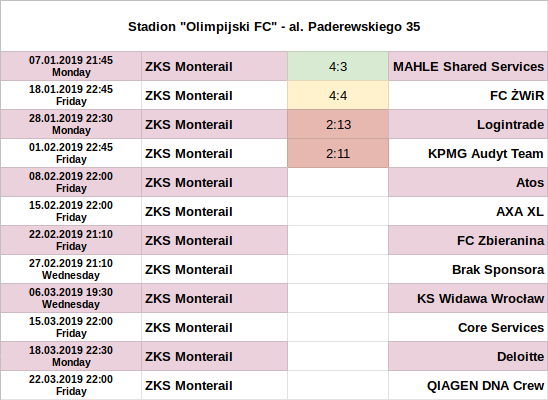 Stadion "Olimpijski FC" - al. Paderewskiego 35
07.01.2019 21:45
Monday
ZKS Monterail
4:3
MAHLE Shared Services
18.01.2019 22:45
Friday
ZKS Monterail
4:4
FC ŻWiR
28.01.2019 22:30
Monday
ZKS Monterail
2:13
Logintrade
01.02.2019 22:45
Friday
ZKS Monterail
2:11
KPMG Audyt Team
08.02.2019 22:00
Friday
ZKS Monterail
Atos
15.02.2019 22:00
Friday
ZKS Monterail
AXA XL
22.02.2019 21:10
Friday
ZKS Monterail
FC Zbieranina
27.02.2019 21:10
Wednesday
ZKS Monterail
Brak Sponsora
06.03.2019 19:30
Wednesday
ZKS Monterail
KS Widawa Wrocław
15.03.2019 22:00
Friday
ZKS Monterail
Core Services
18.03.2019 22:30
Monday
ZKS Monterail
Deloitte
22.03.2019 22:00
Friday
ZKS Monterail
QIAGEN DNA Crew